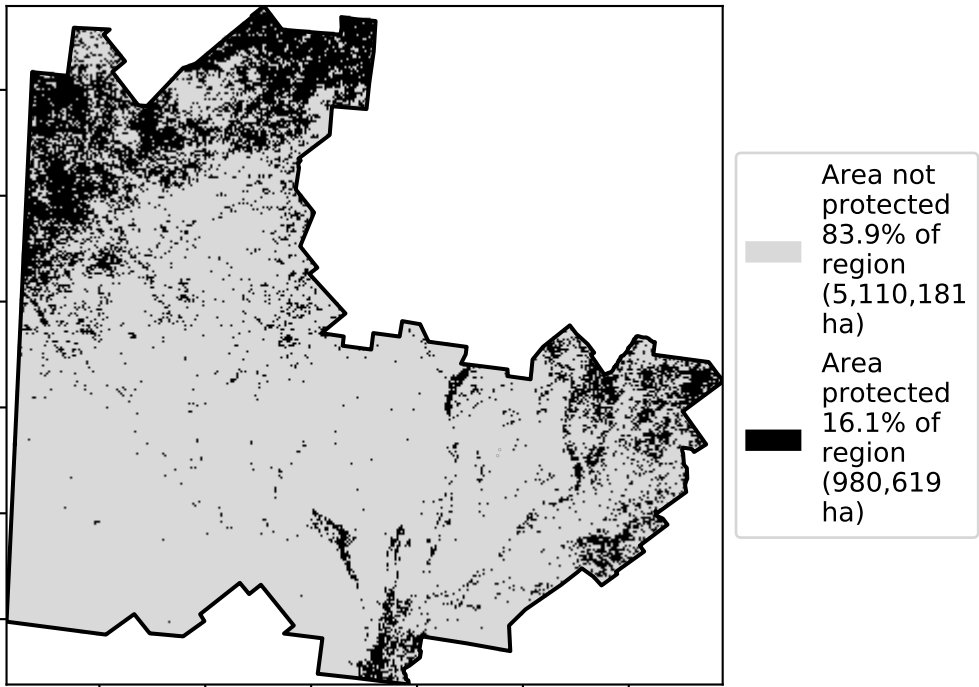 Area not
protected
83.9% of
region
(5,110,181
ha)
Area
protected
16.1% of
region
(980,619
ha)